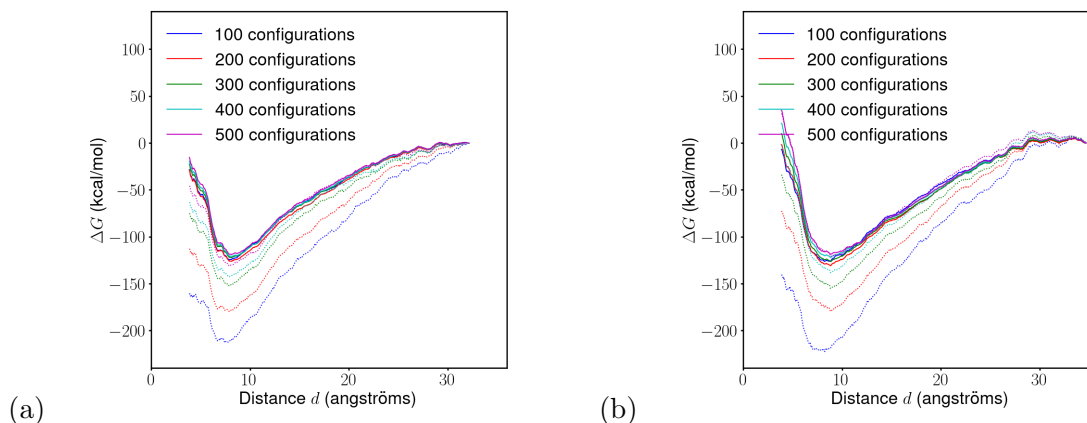 100 configurations
200 configurations
300 configurations
400 configurations
500 configurations
100
50
0
−50
−100
−150
−200
ΔG (kcal/mol)
0
10
20
30
Distance d (angströms)
(a)
100 configurations
200 configurations
300 configurations
400 configurations
500 configurations
100
50
0
−50
−100
−150
−200
ΔG (kcal/mol)
0
10
20
30
Distance d (angströms)
(b)